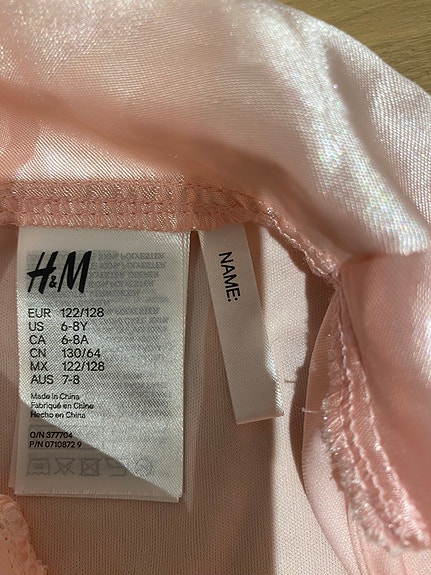 H&M
EUR 122/128
US 6-8Y
CA 6-8A
CN 130/64
MX 122/128
AUS 7-8
Made in China
Fabriqué en Chine
Hecho en China
O/N 377704
P/N 0710872 9
NAME: